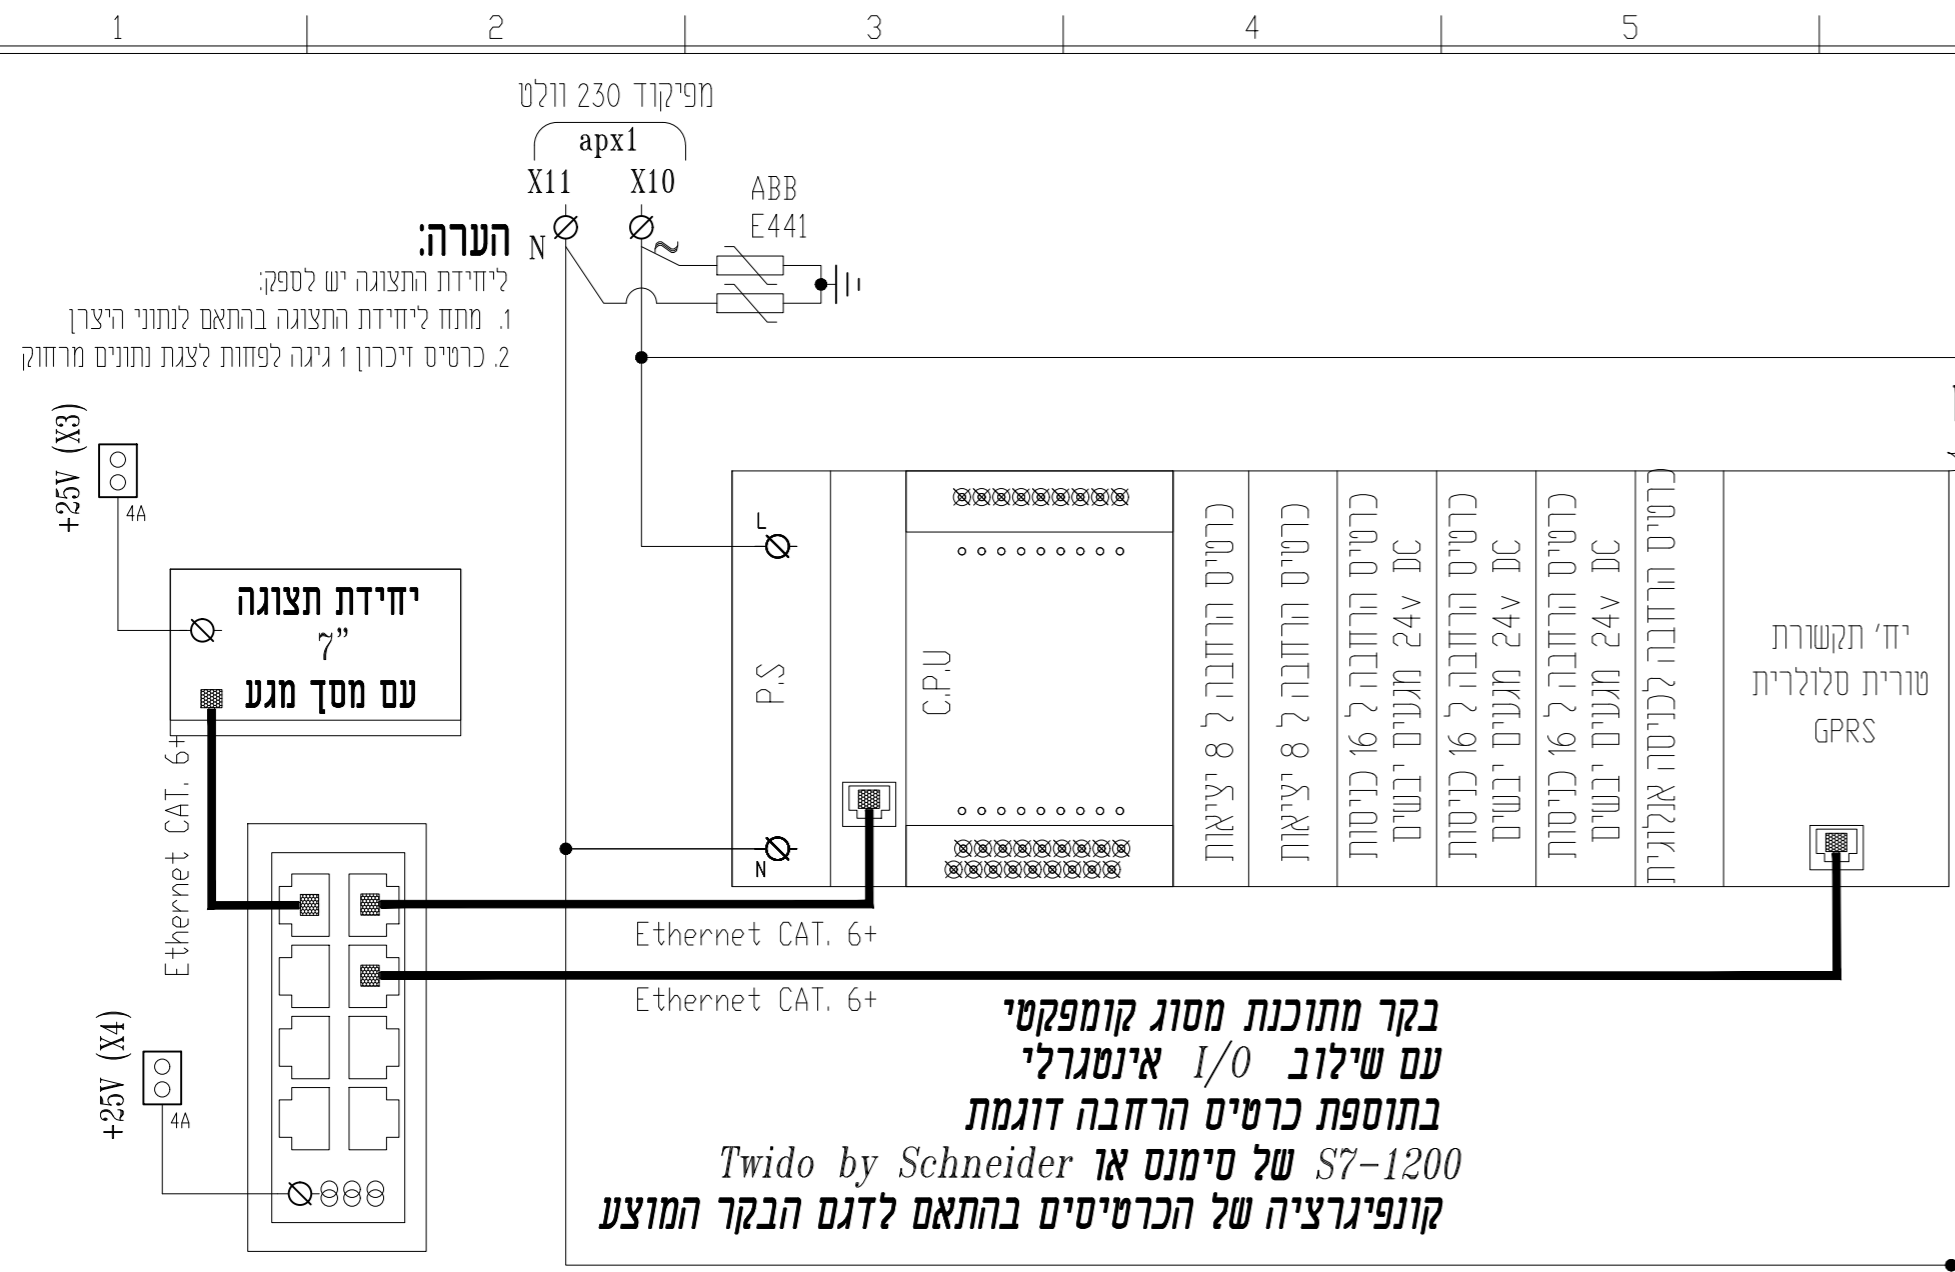 1
2
3
4
5
מפיקוד 230 וולט
apx1
X11
X10
ABB
E441
N
הערה:
ליחידת התצוגה יש לספק:
1. מתח ליחידת התצוגה בהתאם לנתוני היצרן
2. כרטיס זיכרון 1 גיגה לפחות לצגת נתונים מרחוק
+25V (X3)
4A
יחידת תצוגה
7"
עם מסך מגע
Ethernet CAT. 6+
L
P.S
N
C.P.U
כרטיס הרחבה ל 8 יציאות
כרטיס הרחבה ל 8 יציאות
כרטיס הרחבה ל 16 כניסות
מגעים יבשים 24v DC
כרטיס הרחבה ל 16 כניסות
מגעים יבשים 24v DC
כרטיס הרחבה ל 16 כניסות
מגעים יבשים 24v DC
כרטיס הרחבה לכניסה אנלוגית
יח' תקשורת
טורית סלולרית
GPRS
Ethernet CAT. 6+
Ethernet CAT. 6+
+25V (X4)
4A
בקר מתוכנת מסוג קומפקטי
עם שילוב I/O אינטגרלי
בתוספת כרטיס הרחבה דוגמת
S7-1200 של סימנס או Twido by Schneider
קונפיגרציה של הכרטיסים בהתאם לדגם הבקר המוצע